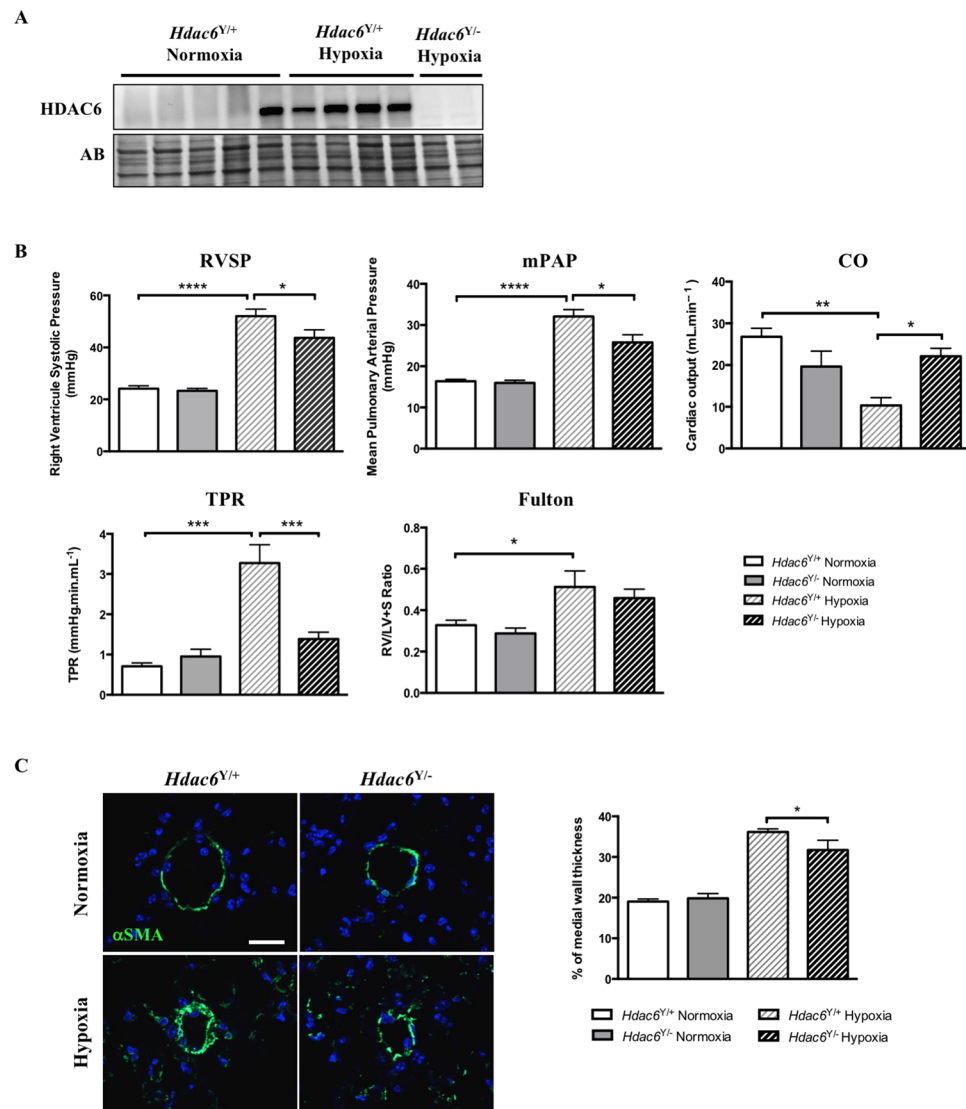 A
Hdac6Y/+ Normoxia
Hdac6Y/+ Hypoxia
Hdac6Y/- Hypoxia
HDAC6
AB
B
RVSP
Right Ventricule Systolic Pressure
(mmHg)
60
40
20
0
****
*
mPAP
Mean Pulmonary Arterial Pressure
(mmHg)
40
30
20
10
0
****
*
CO
Cardiac output (mL.min−1)
40
30
20
10
0
**
*
TPR
TPR (mmHg.min.mL-1)
4
3
2
1
0
***
***
Fulton
RV/LV+S Ratio
0.8
0.6
0.4
0.2
0.0
*
Hdac6Y/+ Normoxia
Hdac6Y/- Normoxia
Hdac6Y/+ Hypoxia
Hdac6Y/- Hypoxia
C
Hdac6Y/+
Hdac6Y/-
Normoxia
αSMA
Hypoxia
% of medial wall thickness
40
30
20
10
0
*
Hdac6Y/+ Normoxia
Hdac6Y/+ Hypoxia
Hdac6Y/- Normoxia
Hdac6Y/- Hypoxia